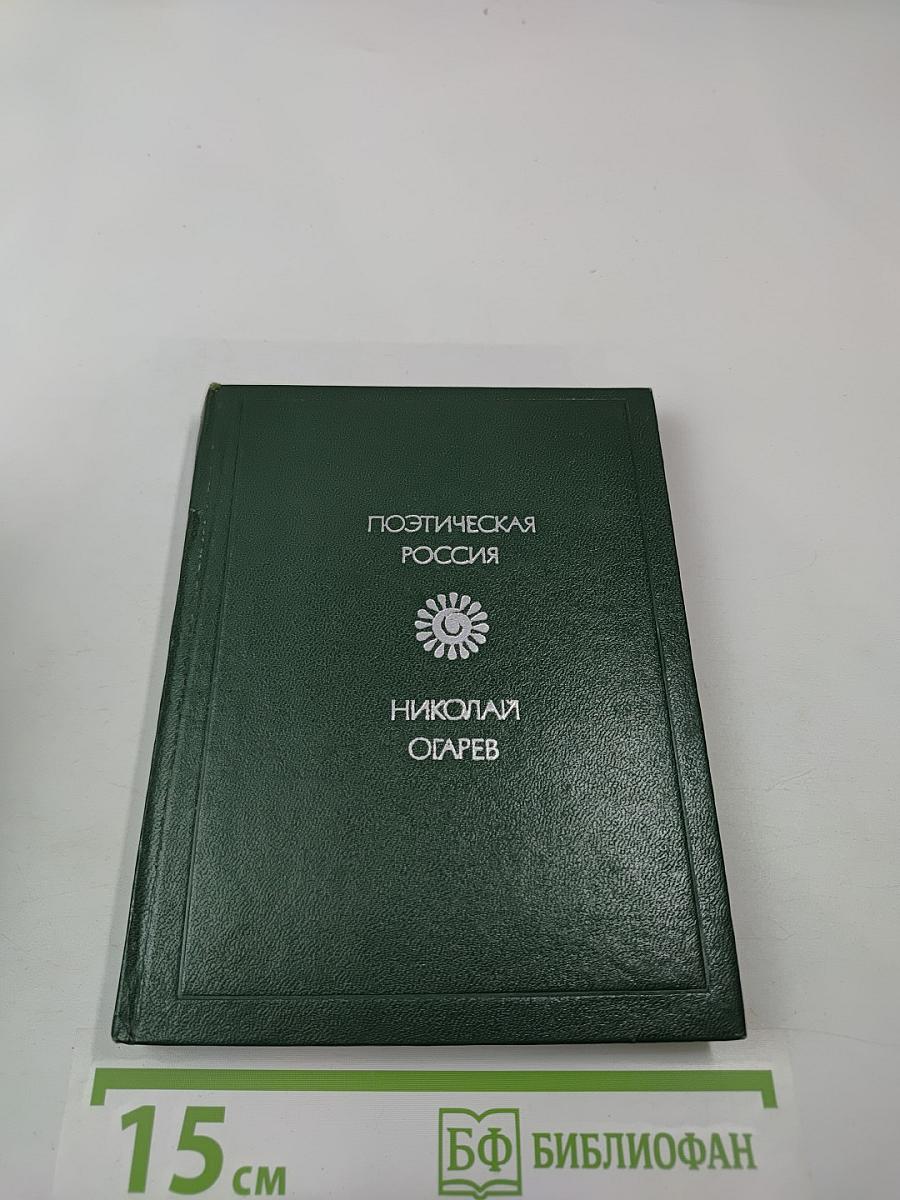 ПОЭТИЧЕСКАЯ
РОССИЯ
НИКОЛАЙ
ОГАРЕВ
15 см
БФ БИБЛИОФАН